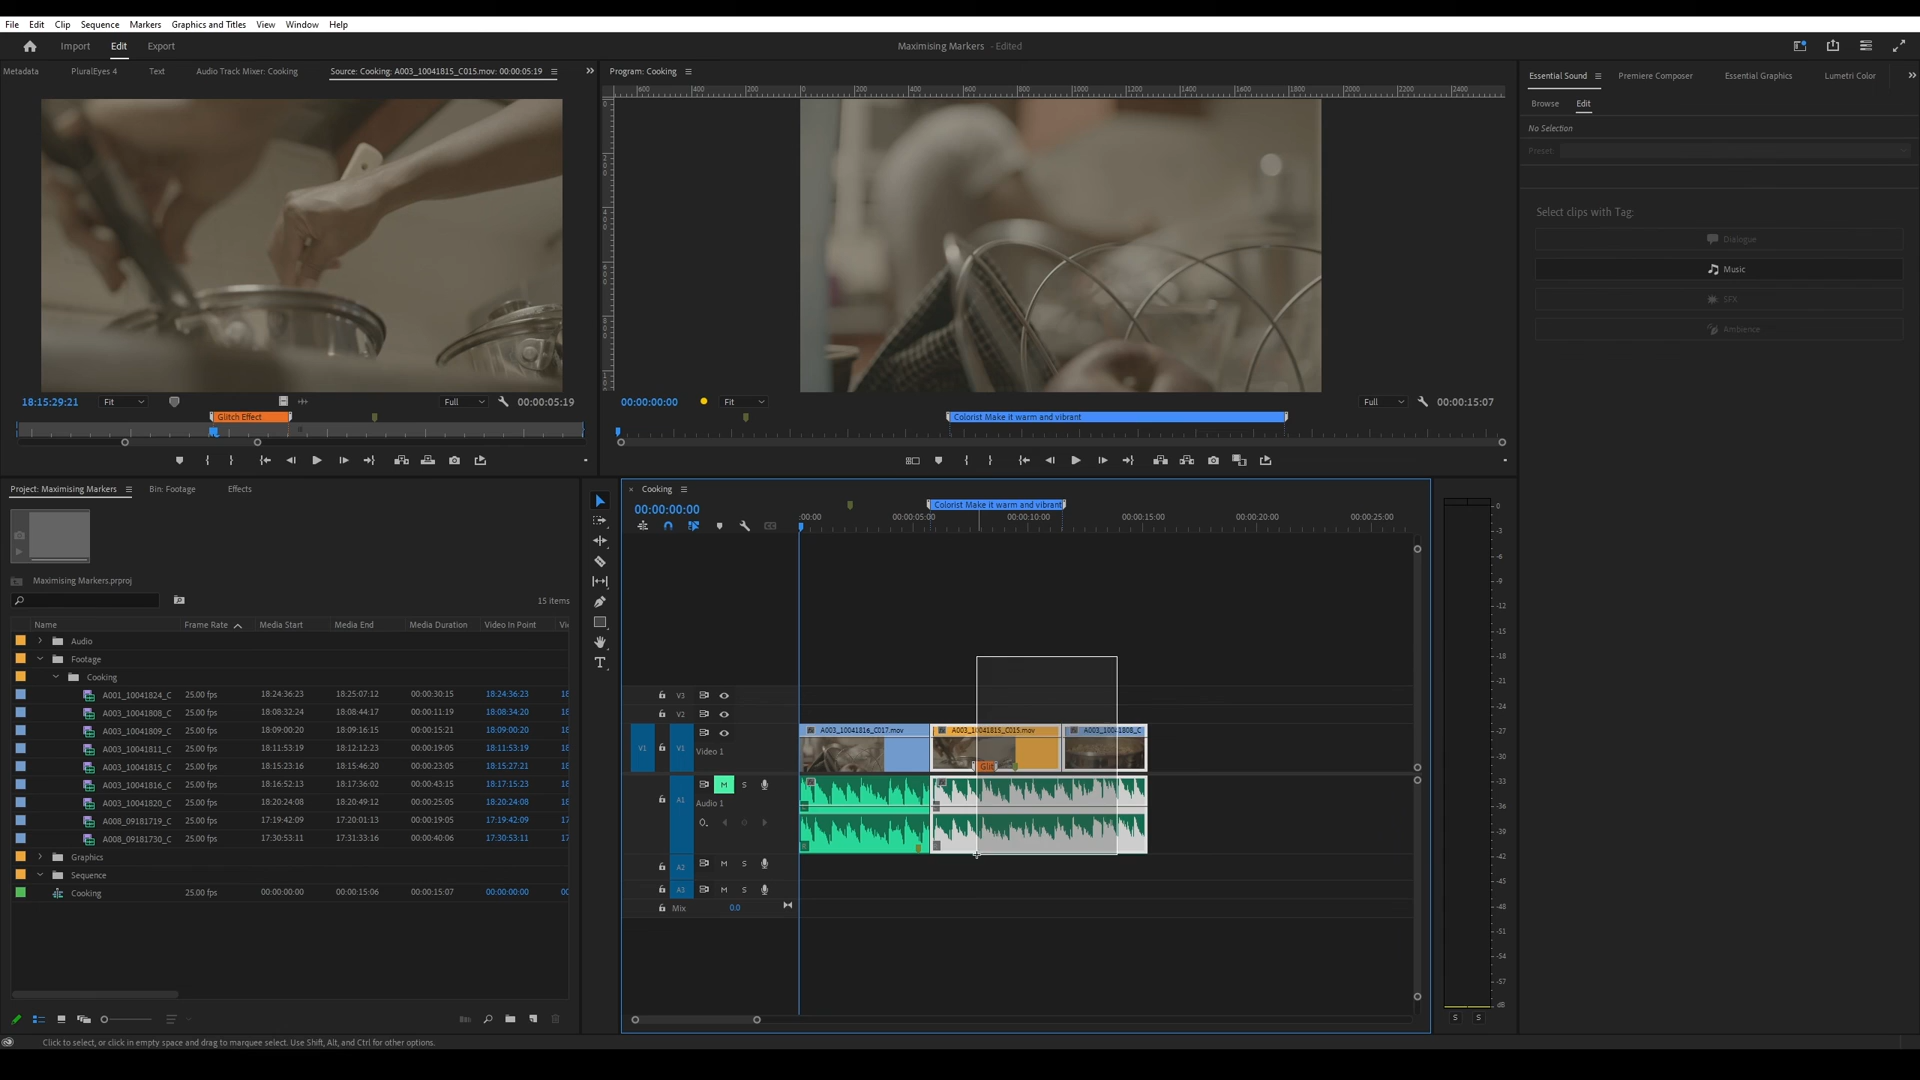 File Edit Clip Sequence Markers Graphics and Titles View Window Help
Import Edit Export
Maximising Markers - Edited
Metadata PluralEyes 4 Text Audio Track Mixer: Cooking Source: Cooking: A003_10041815_C015.mov: 00:00:05:19
Program: Cooking
Essential Sound Premiere Composer Essential Graphics Lumetri Color
Browse Edit
No Selection
Preset:
Select clips with Tag:
Dialogue
Music
SFX
Ambience
600 400 200 0 200 400 600 800 1000 1200 1400 1600 1800 2000 2200 2400
18:15:29:21 Fit Full 00:00:05:19
Glitch Effect
00:00:00:00 Fit Full 00:00:15:07
Colorist Make it warm and vibrant
Project: Maximising Markers Bin: Footage Effects
Maximising Markers.prproj
15 items
Name Frame Rate Media Start Media End Media Duration Video In Point
Audio
Footage
Cooking
A001_10041824_C 25.00 fps 18:24:36:23 18:25:07:12 00:00:30:15 18:24:36:23 18
A003_10041808_C 25.00 fps 18:08:32:24 18:08:44:17 00:00:11:19 18:08:34:20 18
A003_10041809_C 25.00 fps 18:09:00:20 18:09:16:15 00:00:15:21 18:09:00:20 18
A003_10041811_C 25.00 fps 18:11:53:19 18:12:12:23 00:00:19:05 18:11:53:19 18
A003_10041815_C 25.00 fps 18:15:23:16 18:15:46:20 00:00:23:05 18:15:27:21 18
A003_10041816_C 25.00 fps 18:16:52:13 18:17:36:02 00:00:43:15 18:17:15:23 18
A003_10041820_C 25.00 fps 18:20:24:08 18:20:49:12 00:00:25:05 18:20:24:08 18
A008_09181719_C 25.00 fps 17:19:42:09 17:20:01:13 00:00:19:05 17:19:42:09 17
A008_09181730_C 25.00 fps 17:30:53:11 17:31:33:16 00:00:40:06 17:30:53:11 17
Graphics
Sequence
Cooking 25.00 fps 00:00:00:00 00:00:15:06 00:00:15:07 00:00:00:00 00
Cooking
00:00:00:00
Colorist Make it warm and vibrant
:00:00 00:00:05:00 00:00:10:00 00:00:15:00 00:00:20:00 00:00:25:00
V3
V2
V1 V1 Video 1
A003_10041816_C017.mov A003_10041815_C015.mov A003_10041808_C
Glit
A1 M S
Audio 1
A2 M S
A3 M S
Mix 0.0
0
-3
-6
-9
-12
-15
-18
-21
-24
-27
-30
-33
-36
-39
-42
-45
-48
-51
-54
-57
dB
S S
Click to select, or click in empty space and drag to marquee select. Use Shift, Alt, and Ctrl for other options.